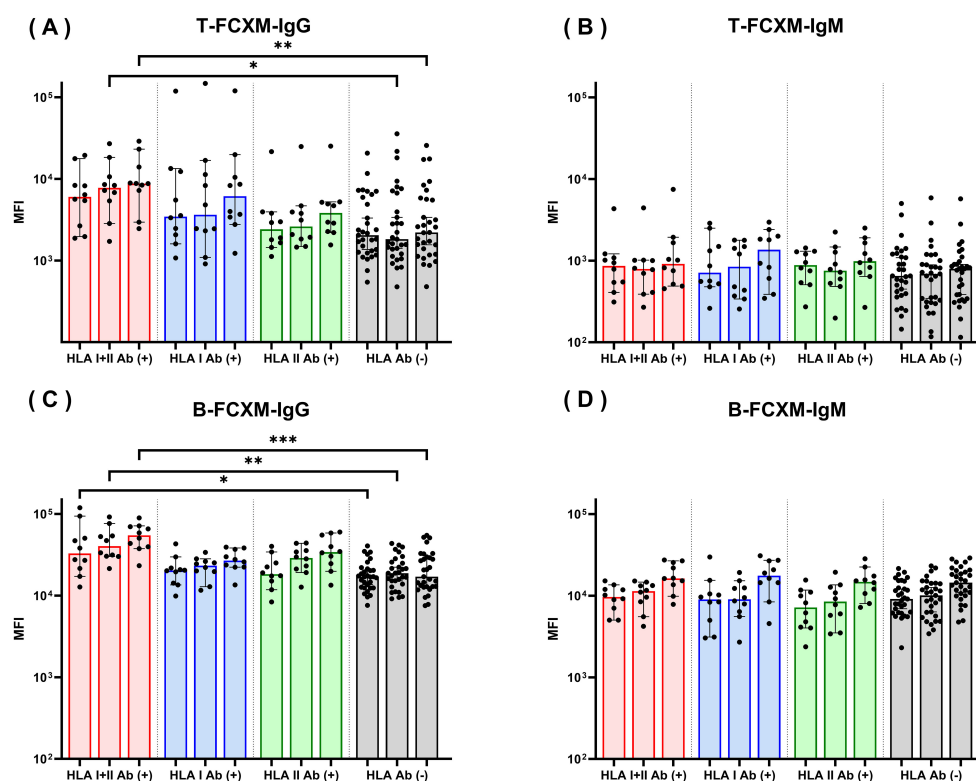 ( A )
T-FCXM-IgG
**
*
10⁵
10⁴
10³
MFI
HLA I+II Ab (+)
HLA I Ab (+)
HLA II Ab (+)
HLA Ab (-)
( B )
T-FCXM-IgM
10⁵
10⁴
10³
10²
MFI
HLA I+II Ab (+)
HLA I Ab (+)
HLA II Ab (+)
HLA Ab (-)
( C )
B-FCXM-IgG
***
**
*
10⁵
10⁴
10³
10²
MFI
HLA I+II Ab (+)
HLA I Ab (+)
HLA II Ab (+)
HLA Ab (-)
( D )
B-FCXM-IgM
10⁵
10⁴
10³
10²
MFI
HLA I+II Ab (+)
HLA I Ab (+)
HLA II Ab (+)
HLA Ab (-)